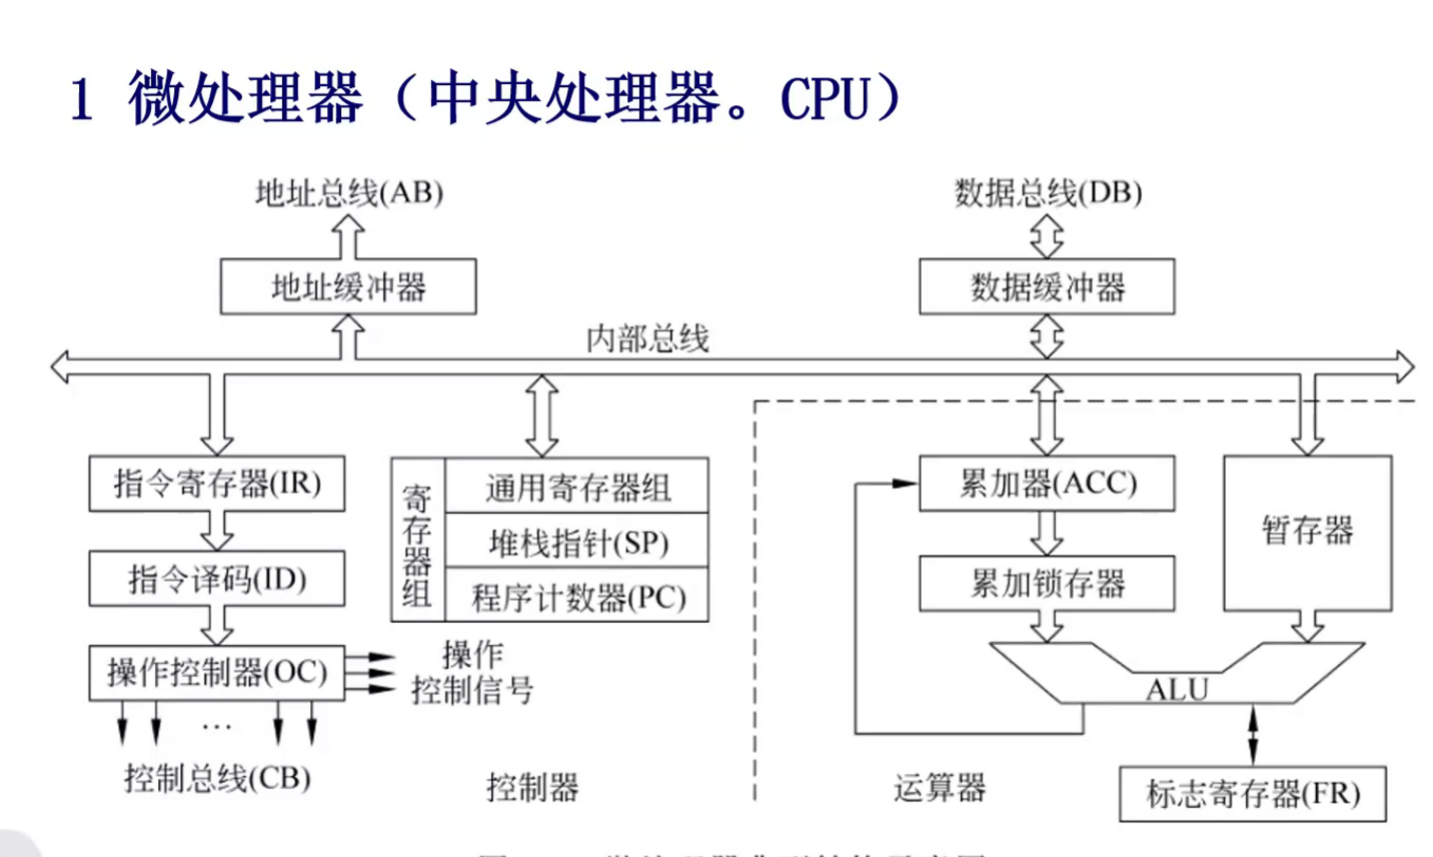 1 微处理器（中央处理器。CPU）
地址总线(AB)
数据总线(DB)
地址缓冲器
数据缓冲器
内部总线
指令寄存器(IR)
指令译码(ID)
操作控制器(OC)
操作
控制信号
…
控制总线(CB)
寄存器组
通用寄存器组
堆栈指针(SP)
程序计数器(PC)
控制器
累加器(ACC)
累加锁存器
暂存器
ALU
运算器
标志寄存器(FR)